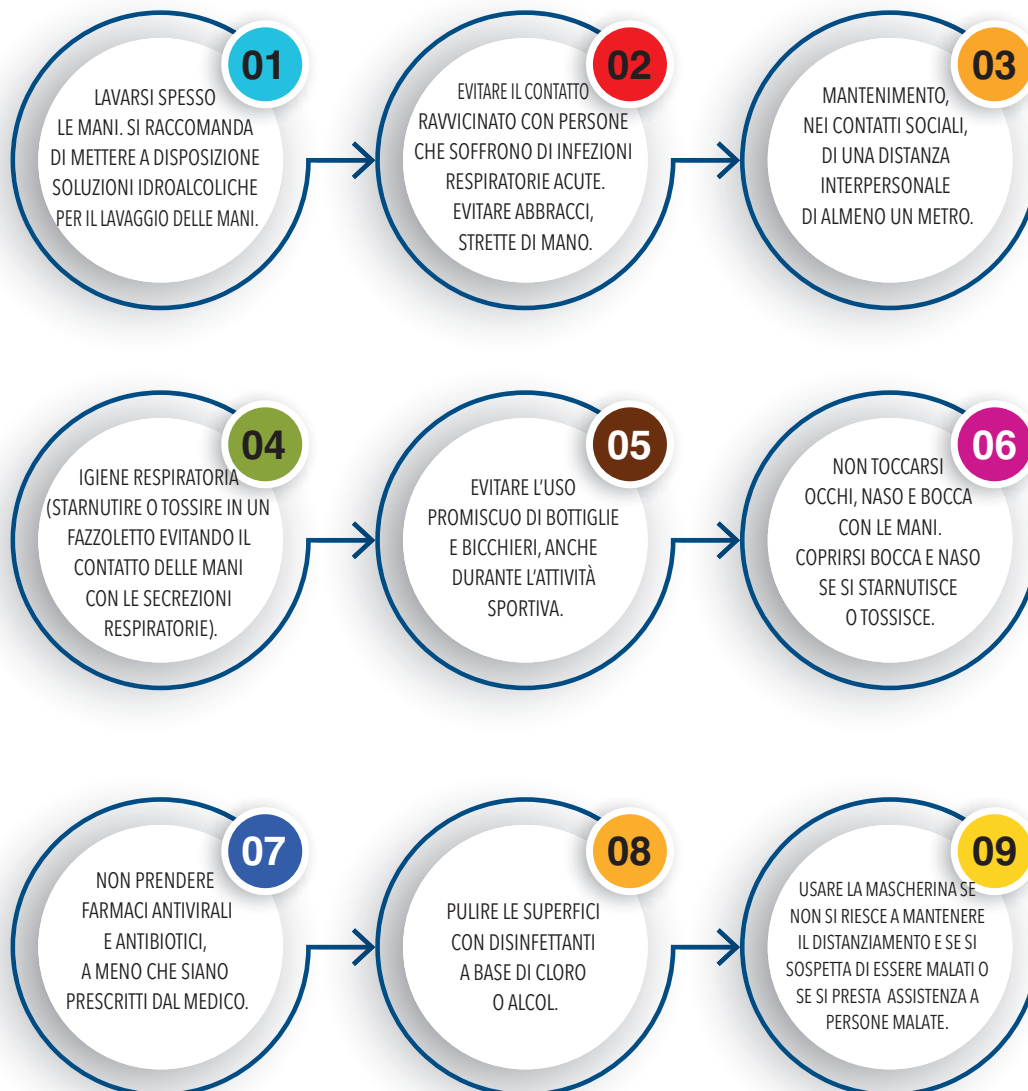 01
LAVARSI SPESSO
LE MANI. SI RACCOMANDA
DI METTERE A DISPOSIZIONE
SOLUZIONI IDROALCOLICHE
PER IL LAVAGGIO DELLE MANI.
02
EVITARE IL CONTATTO
RAVVICINATO CON PERSONE
CHE SOFFRONO DI INFEZIONI
RESPIRATORIE ACUTE.
EVITARE ABBRACCI,
STRETTE DI MANO.
03
MANTENIMENTO,
NEI CONTATTI SOCIALI,
DI UNA DISTANZA
INTERPERSONALE
DI ALMENO UN METRO.
04
IGIENE RESPIRATORIA
(STARNUTIRE O TOSSIRE IN UN
FAZZOLETTO EVITANDO IL
CONTATTO DELLE MANI
CON LE SECREZIONI
RESPIRATORIE).
05
EVITARE L'USO
PROMISCUO DI BOTTIGLIE
E BICCHIERI, ANCHE
DURANTE L'ATTIVITÀ
SPORTIVA.
06
NON TOCCARSI
OCCHI, NASO E BOCCA
CON LE MANI.
COPRIRSI BOCCA E NASO
SE SI STARNUTISCE
O TOSSISCE.
07
NON PRENDERE
FARMACI ANTIVIRALI
E ANTIBIOTICI,
A MENO CHE SIANO
PRESCRITTI DAL MEDICO.
08
PULIRE LE SUPERFICI
CON DISINFETTANTI
A BASE DI CLORO
O ALCOL.
09
USARE LA MASCHERINA SE
NON SI RIESCE A MANTENERE
IL DISTANZIAMENTO E SE SI
SOSPETTA DI ESSERE MALATI O
SE SI PRESTA ASSISTENZA A
PERSONE MALATE.